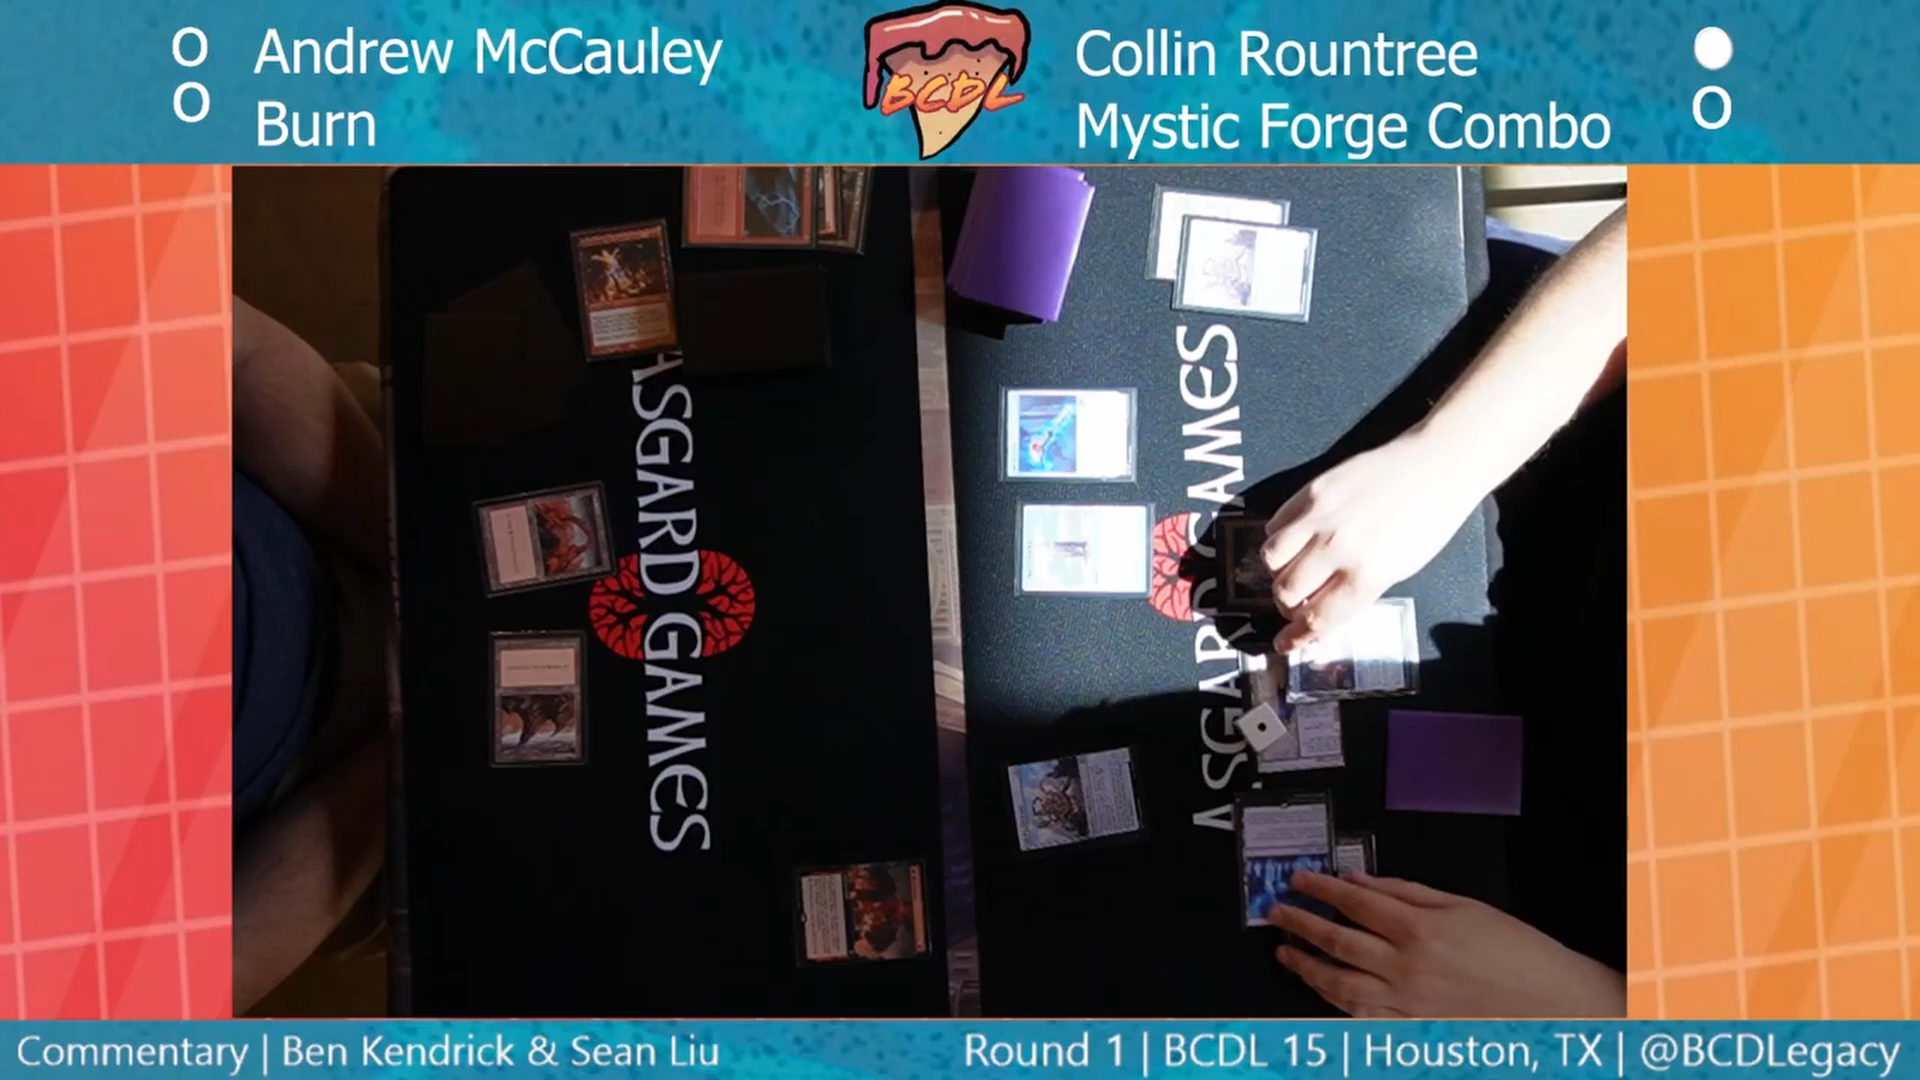 Andrew McCauley
Burn
BCDL
Collin Rountree
Mystic Forge Combo
ASGARD GAMES
ASGARD GAMES
Commentary | Ben Kendrick & Sean Liu
Round 1 | BCDL 15 | Houston, TX | @BCDLegacy